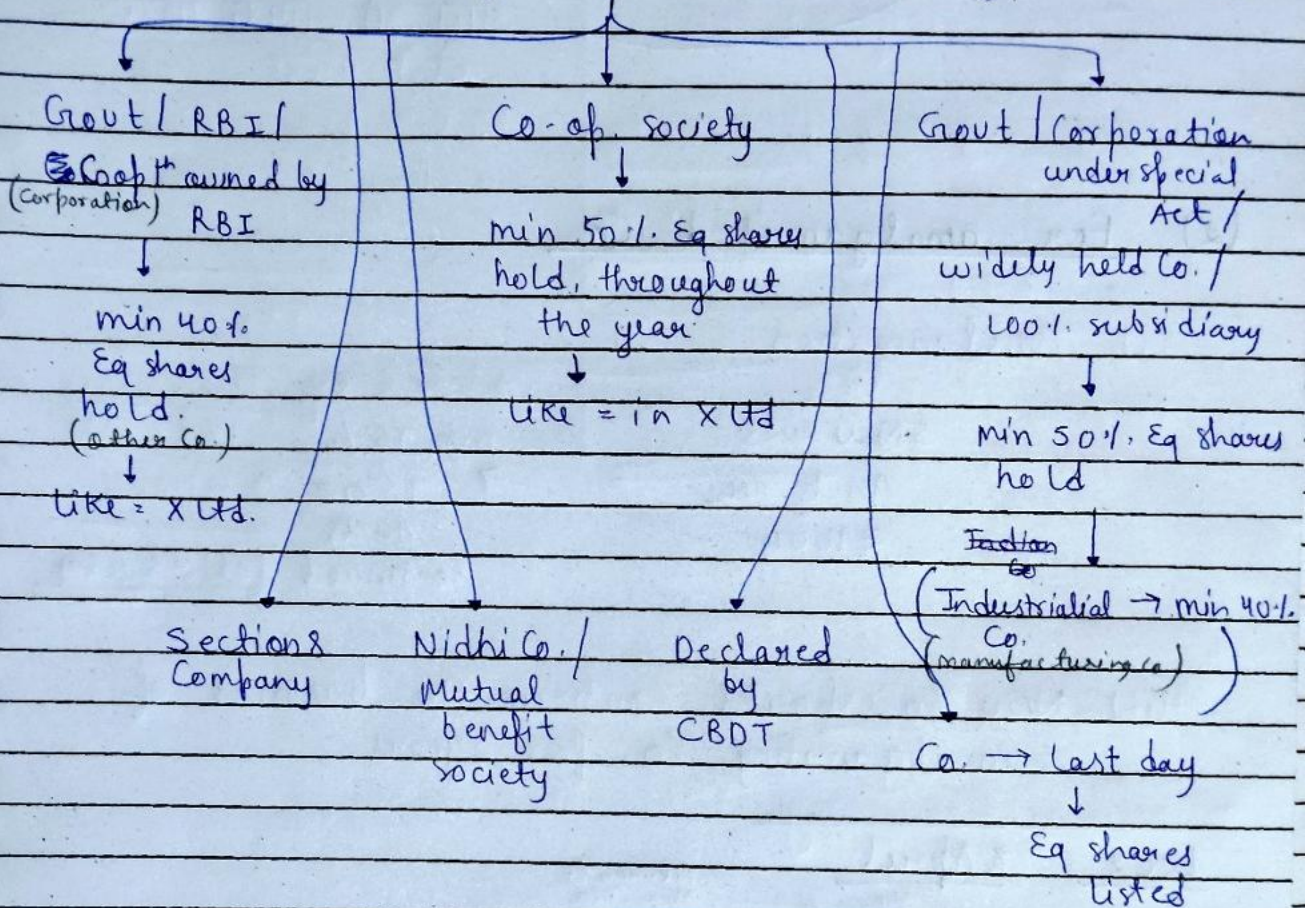 Govt / RBI /
Coopth owned by
(corporation)
RBI
min 40%.
Eq shares
hold.
(other Co.)
Like = X Ltd.
Co-op. society
min 50%. Eq shares
hold, throughout
the year
Like = in X Ltd
Govt / Corporation
under special
Act /
widely held Co. /
100%. subsidiary
Min 50%. Eq shares
hold
(Industrialial → min 40%.
Co.
(manufacturing co)
)
Section 8
Company
Nidhi Co. /
Mutual
benefit
society
Declared
by
CBDT
Co. → Last day
Eq shares
listed